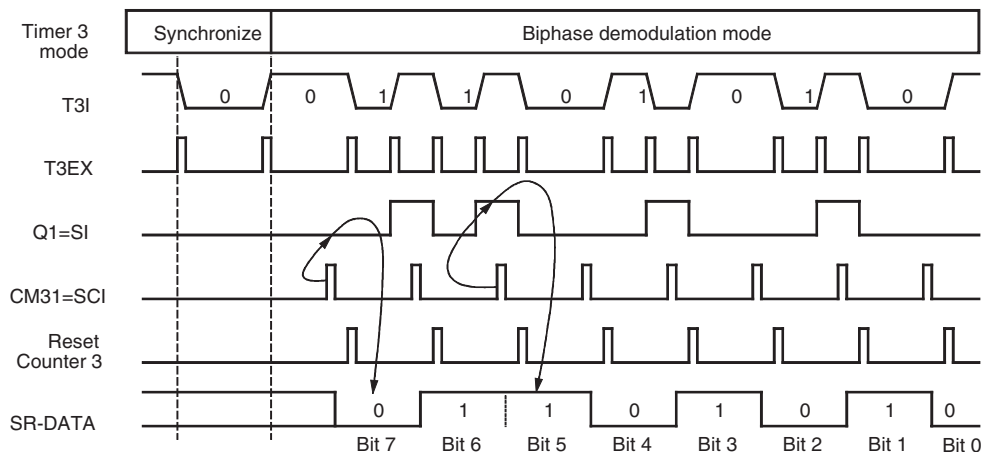 Timer 3 mode
Synchronize
Biphase demodulation mode
T3I
0 0 1 1 0 1 0 1 0
T3EX
Q1=SI
CM31=SCI
Reset
Counter 3
SR-DATA
0 1 1 0 1 0 1 0
Bit 7 Bit 6 Bit 5 Bit 4 Bit 3 Bit 2 Bit 1 Bit 0